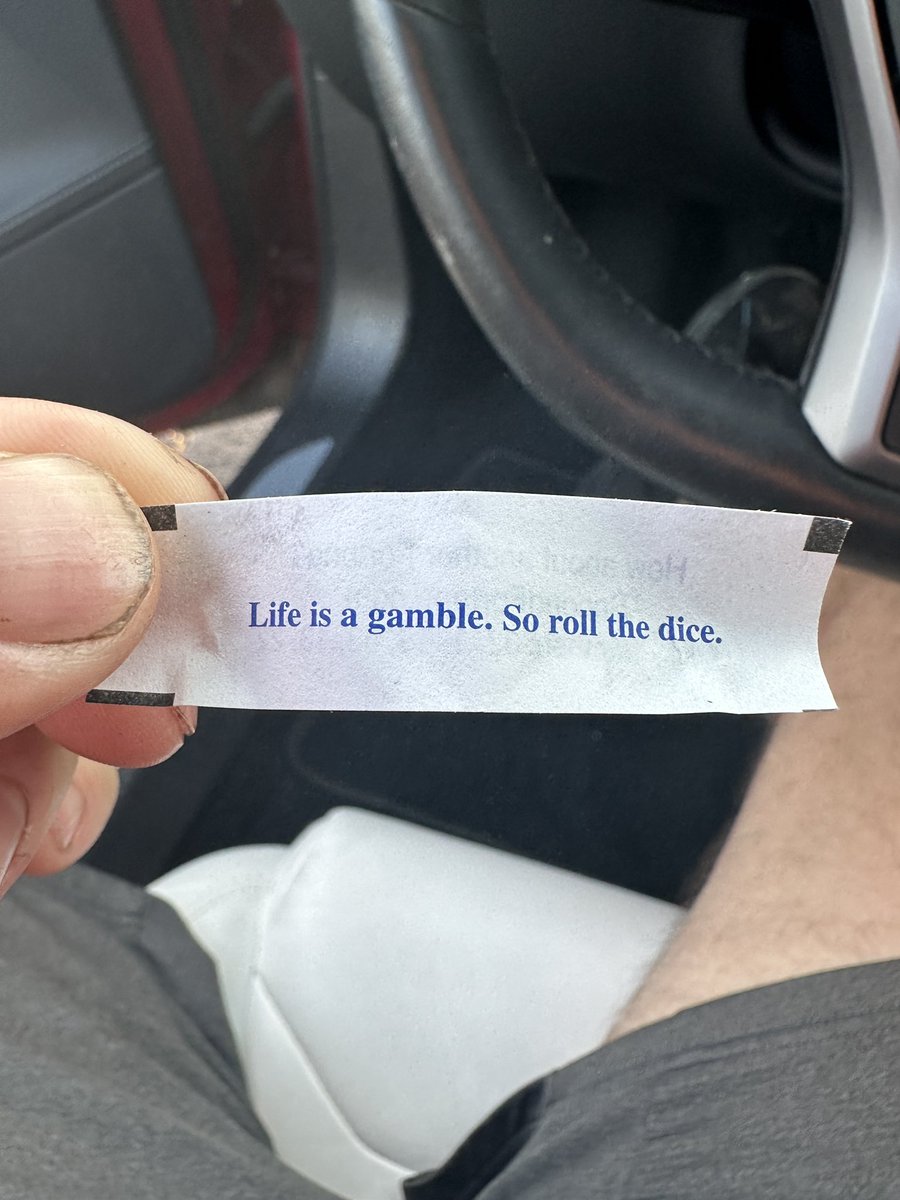 Life is a gamble. So roll the dice.